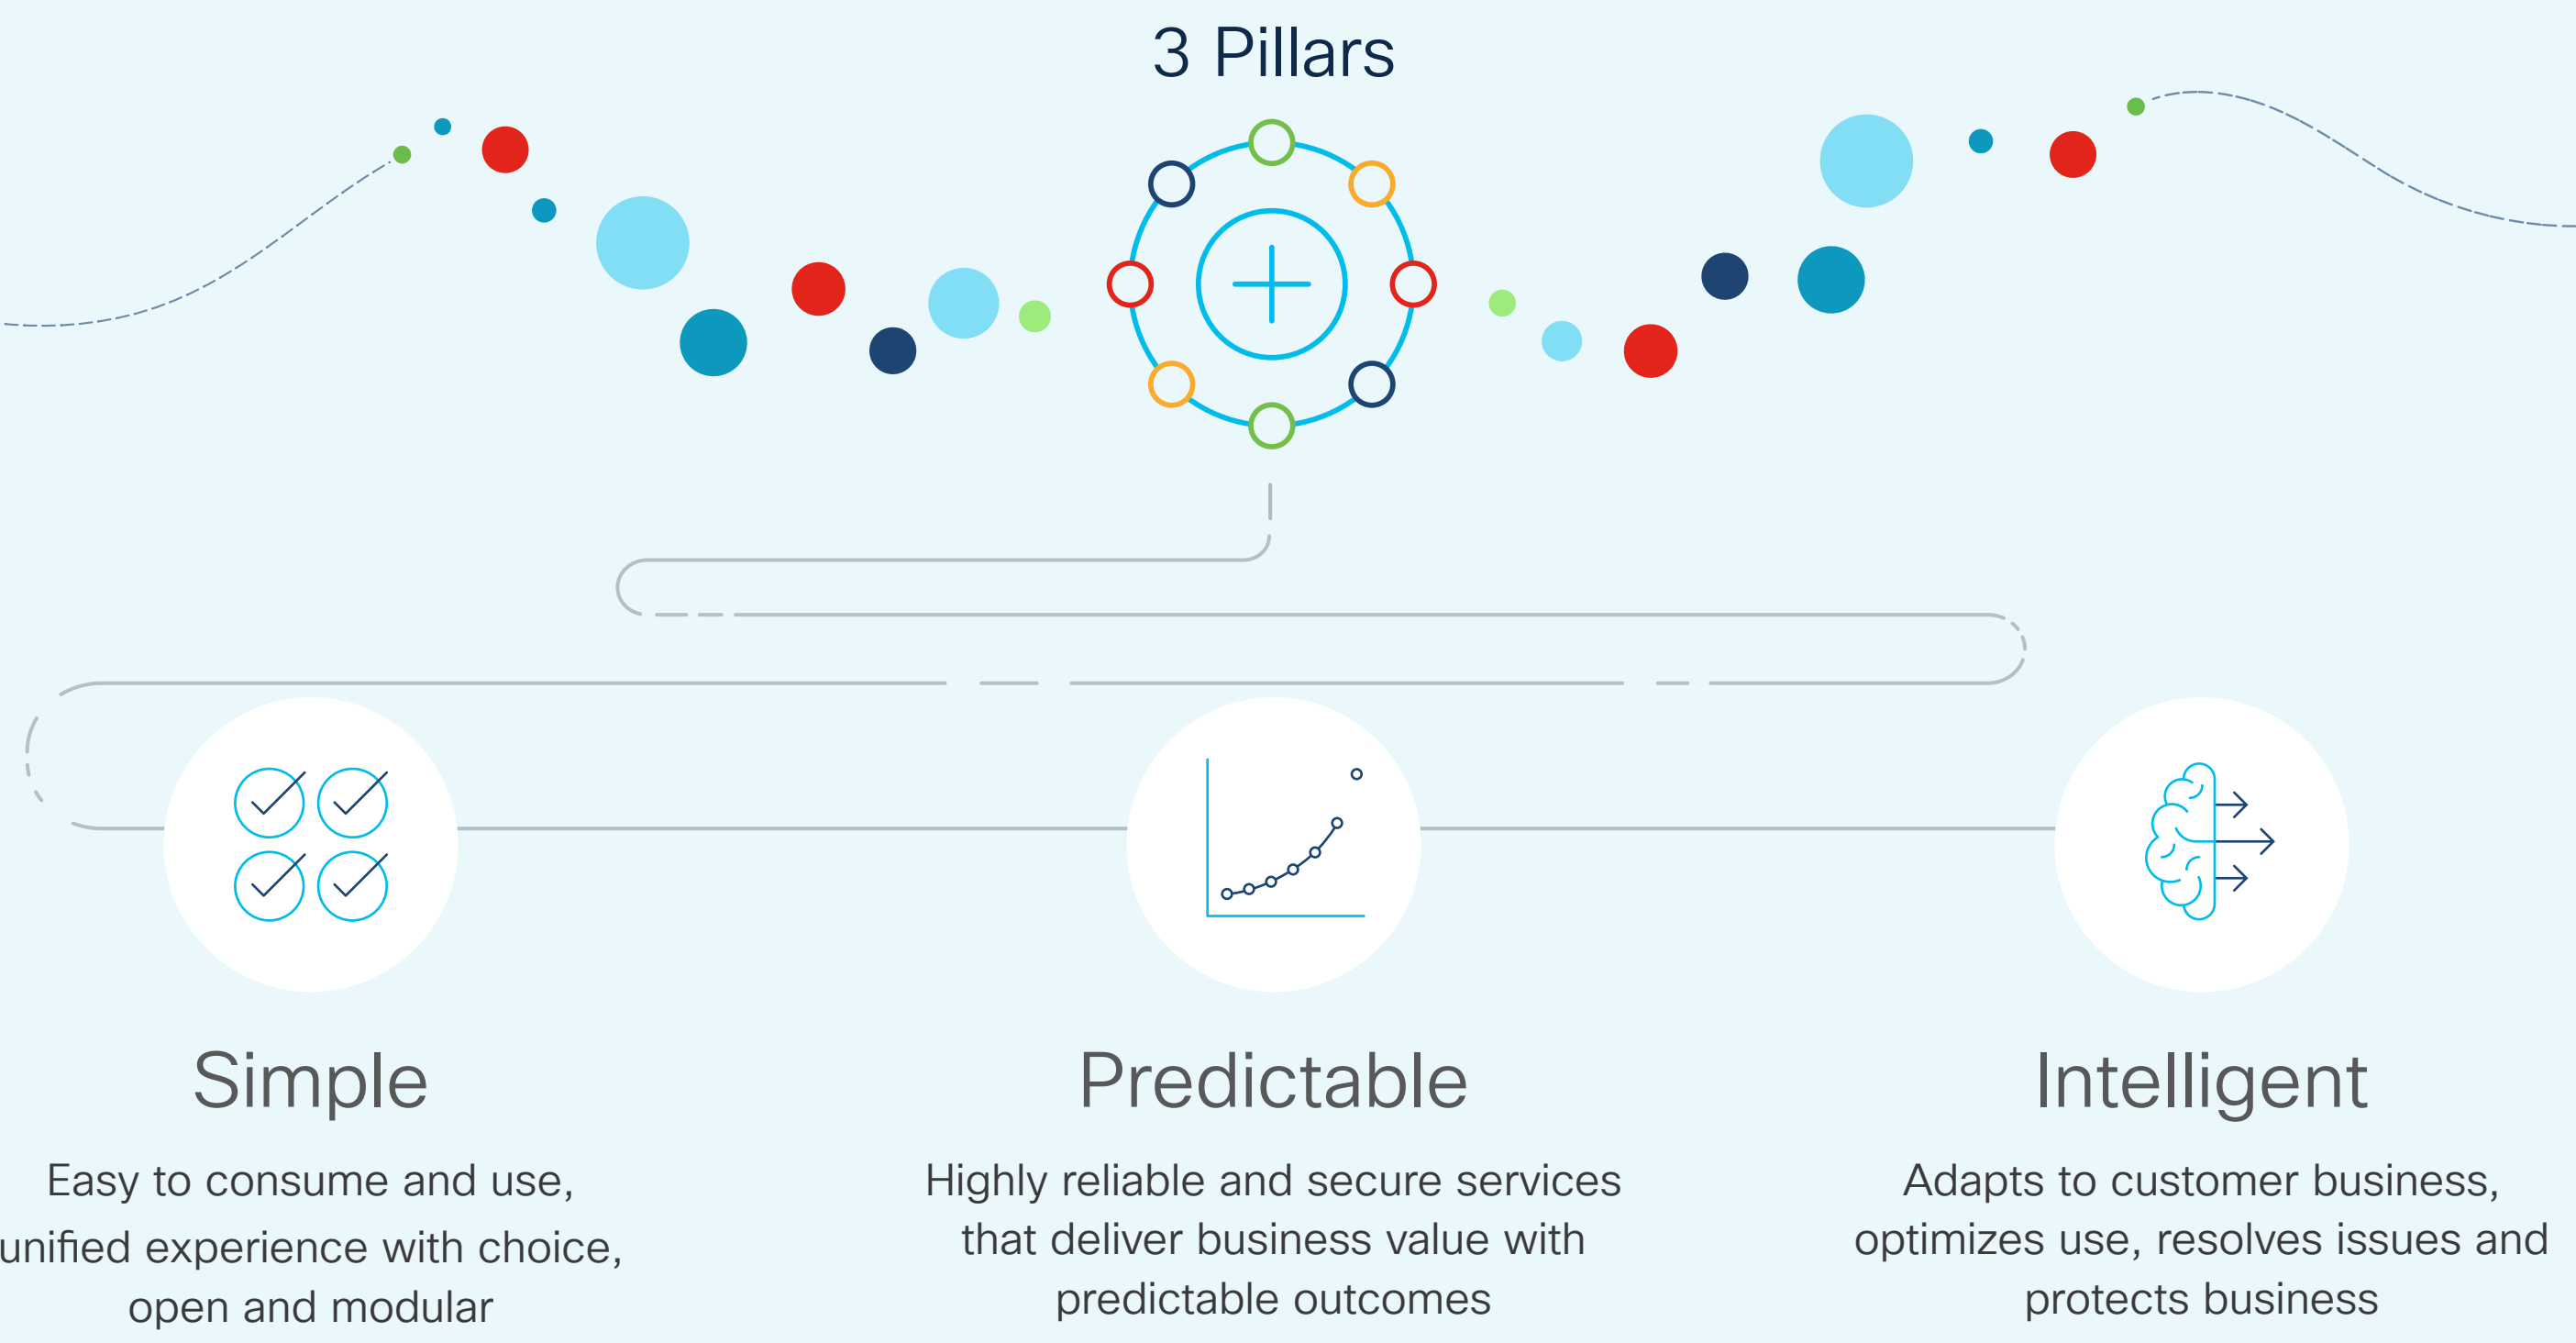 3 Pillars
Simple
Easy to consume and use,
unified experience with choice,
open and modular
Predictable
Highly reliable and secure services
that deliver business value with
predictable outcomes
Intelligent
Adapts to customer business,
optimizes use, resolves issues and
protects business